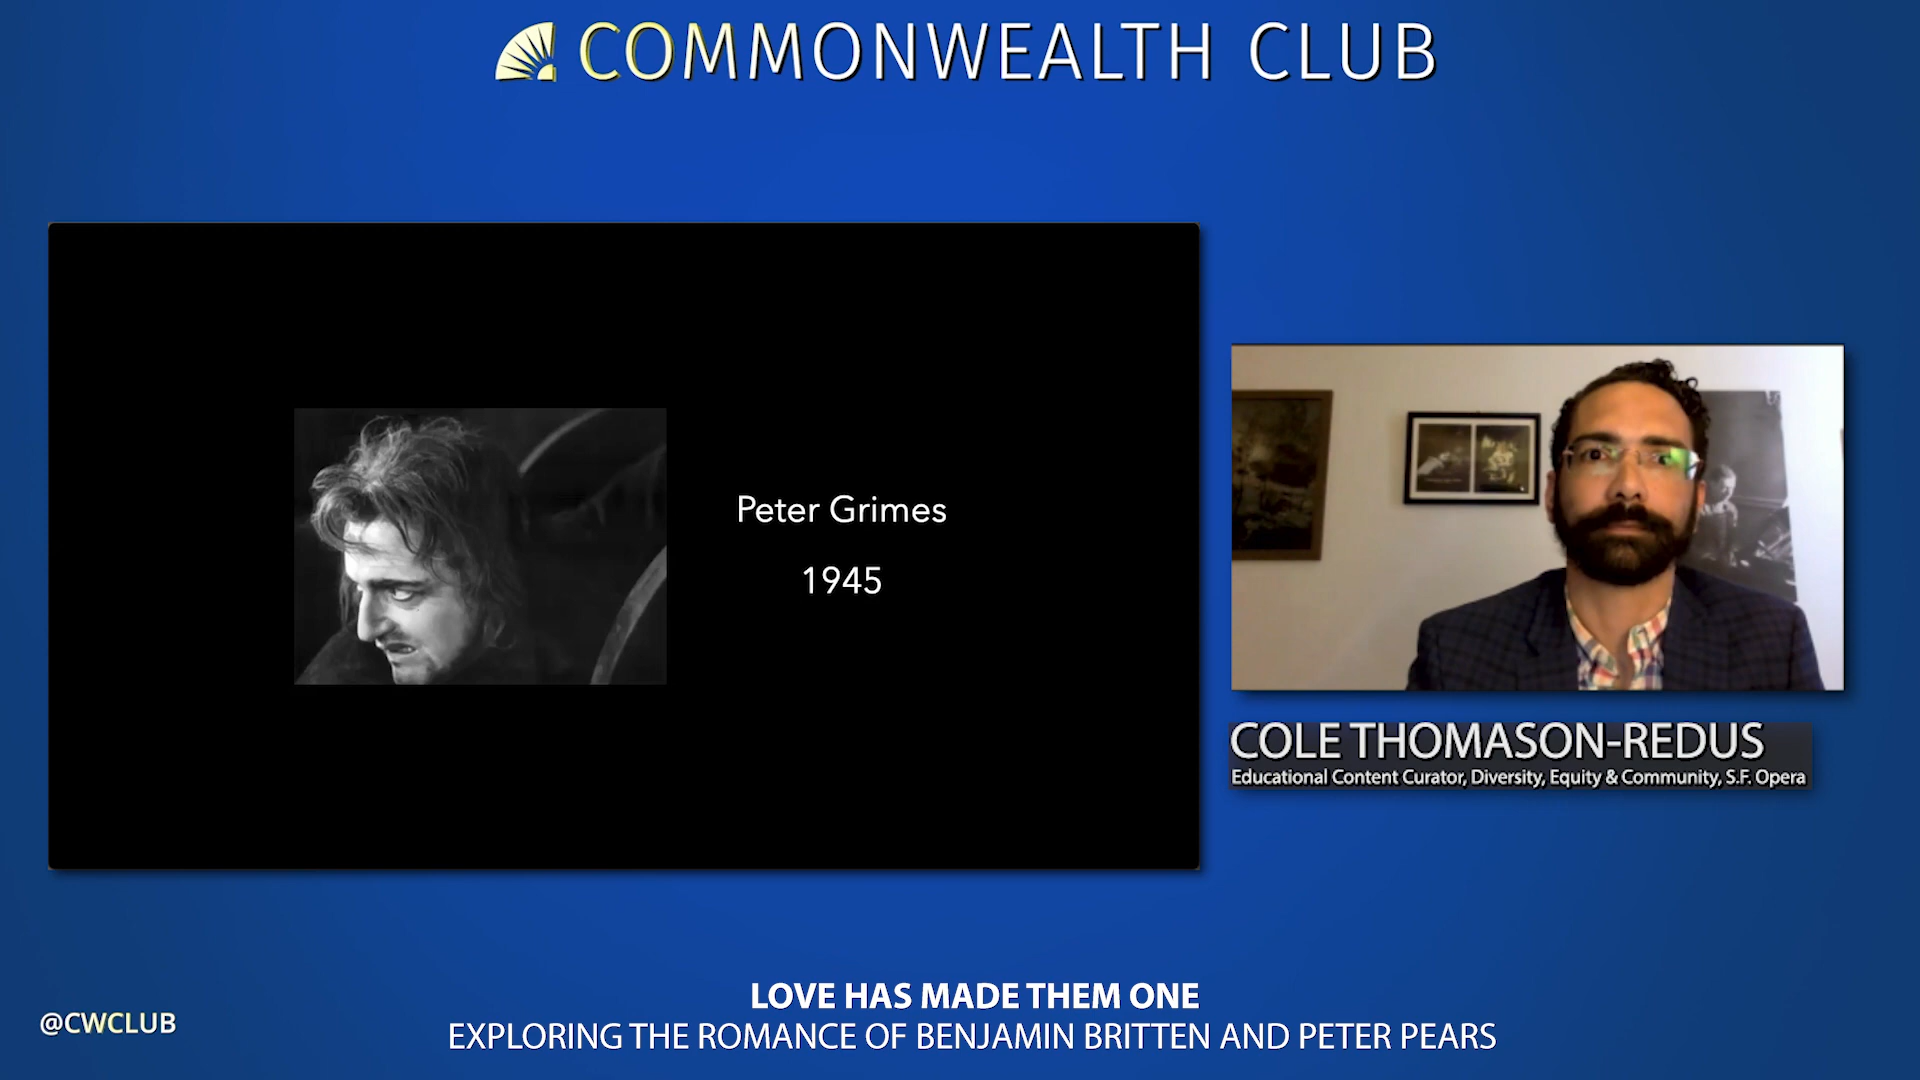 COMMONWEALTH CLUB
Peter Grimes
1945
COLE THOMASON-REDUS
Educational Content Curator, Diversity, Equity & Community, S.F. Opera
LOVE HAS MADE THEM ONE
@CWCLUB
EXPLORING THE ROMANCE OF BENJAMIN BRITTEN AND PETER PEARS